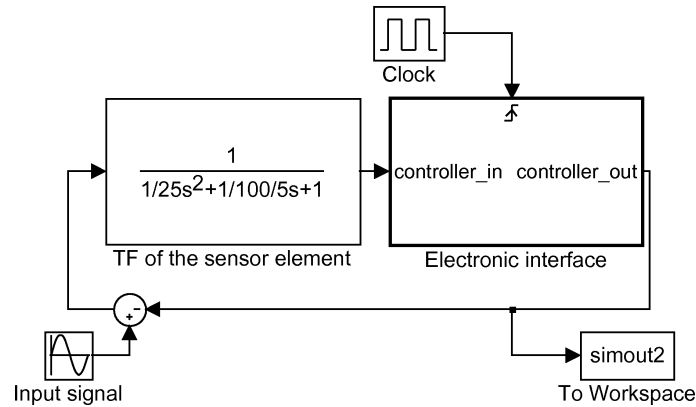 Clock
1
1/25s2+1/100/5s+1
controller_in controller_out
TF of the sensor element
Electronic interface
+ -
simout2
Input signal
To Workspace